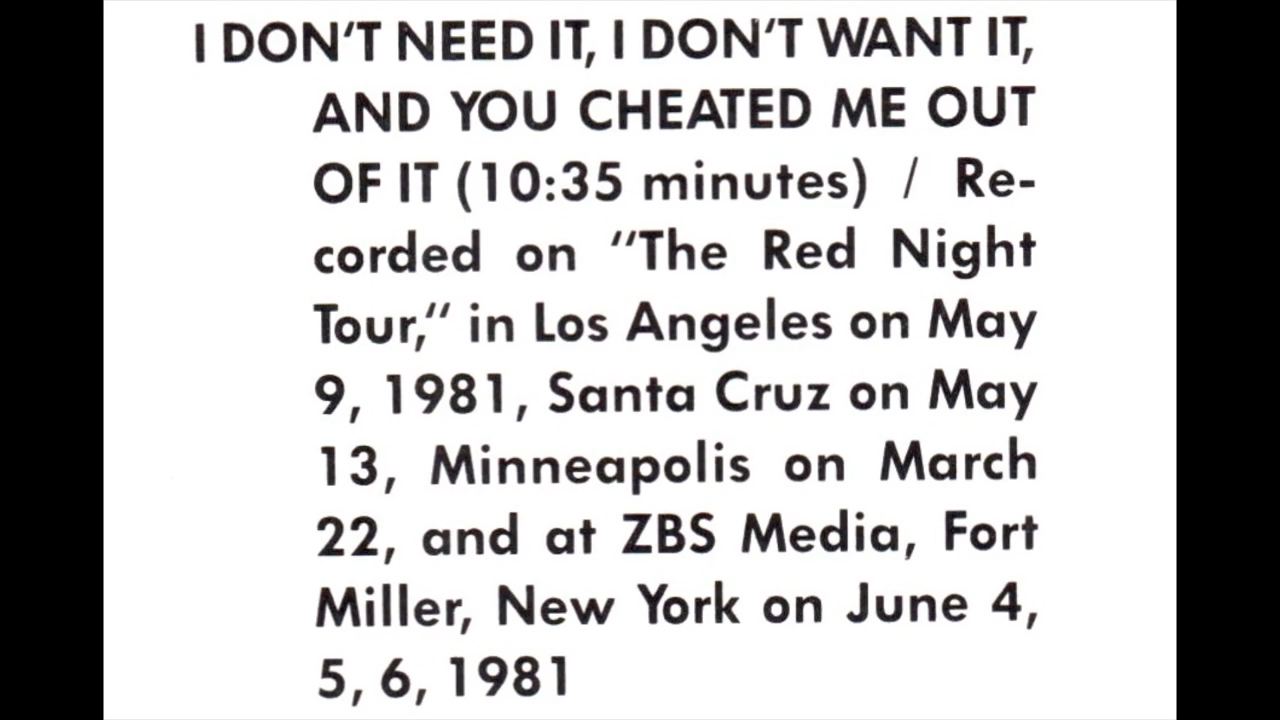 I DON'T NEED IT, I DON'T WANT IT,
AND YOU CHEATED ME OUT
OF IT (10:35 minutes) / Re-
corded on "The Red Night
Tour," in Los Angeles on May
9, 1981, Santa Cruz on May
13, Minneapolis on March
22, and at ZBS Media, Fort
Miller, New York on June 4,
5, 6, 1981